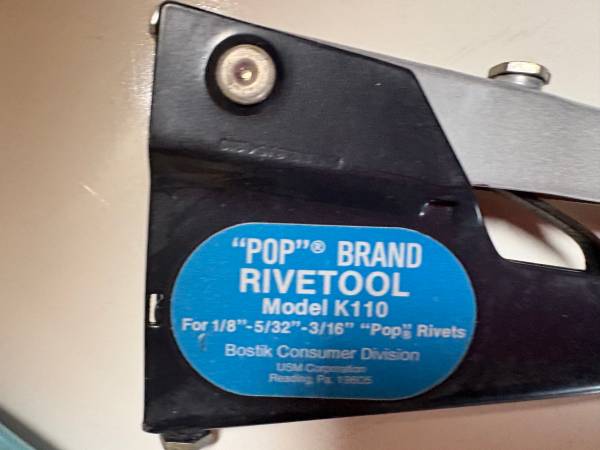 "POP"® BRAND
RIVETOOL
Model K110
For 1/8"-5/32"-3/16" "Pop"® Rivets
Bostik Consumer Division
USM Corporation
Reading, Pa. 19605